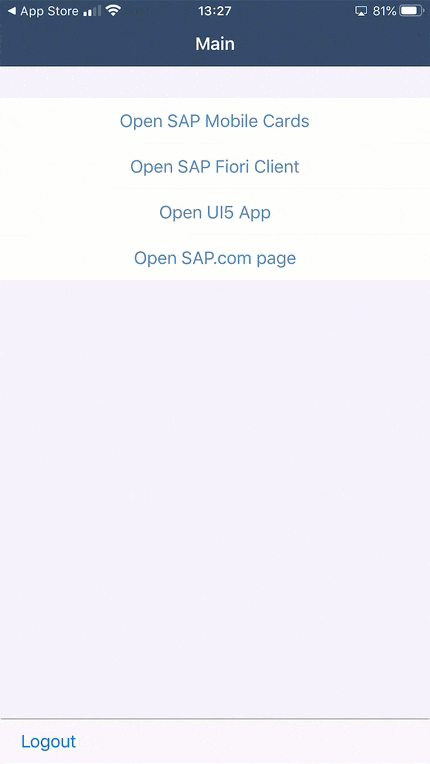 ◀ App Store 13:27 81%
Main
Open SAP Mobile Cards
Open SAP Fiori Client
Open UI5 App
Open SAP.com page
Logout